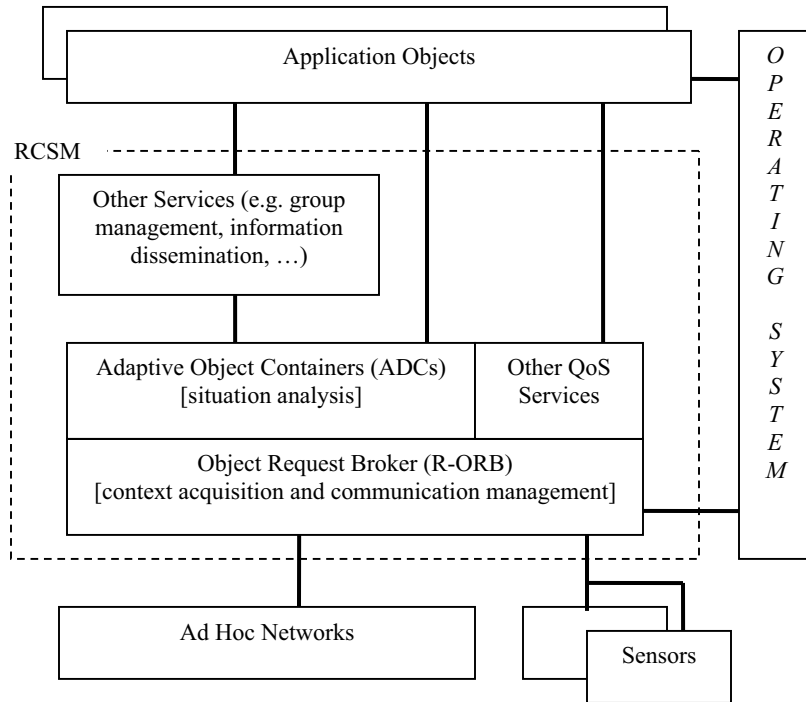 Application Objects
RCSM
Other Services (e.g. group
management, information
dissemination, …)
Adaptive Object Containers (ADCs)
[situation analysis]
Other QoS
Services
Object Request Broker (R-ORB)
[context acquisition and communication management]
Ad Hoc Networks
Sensors
O
P
E
R
A
T
I
N
G
S
Y
S
T
E
M